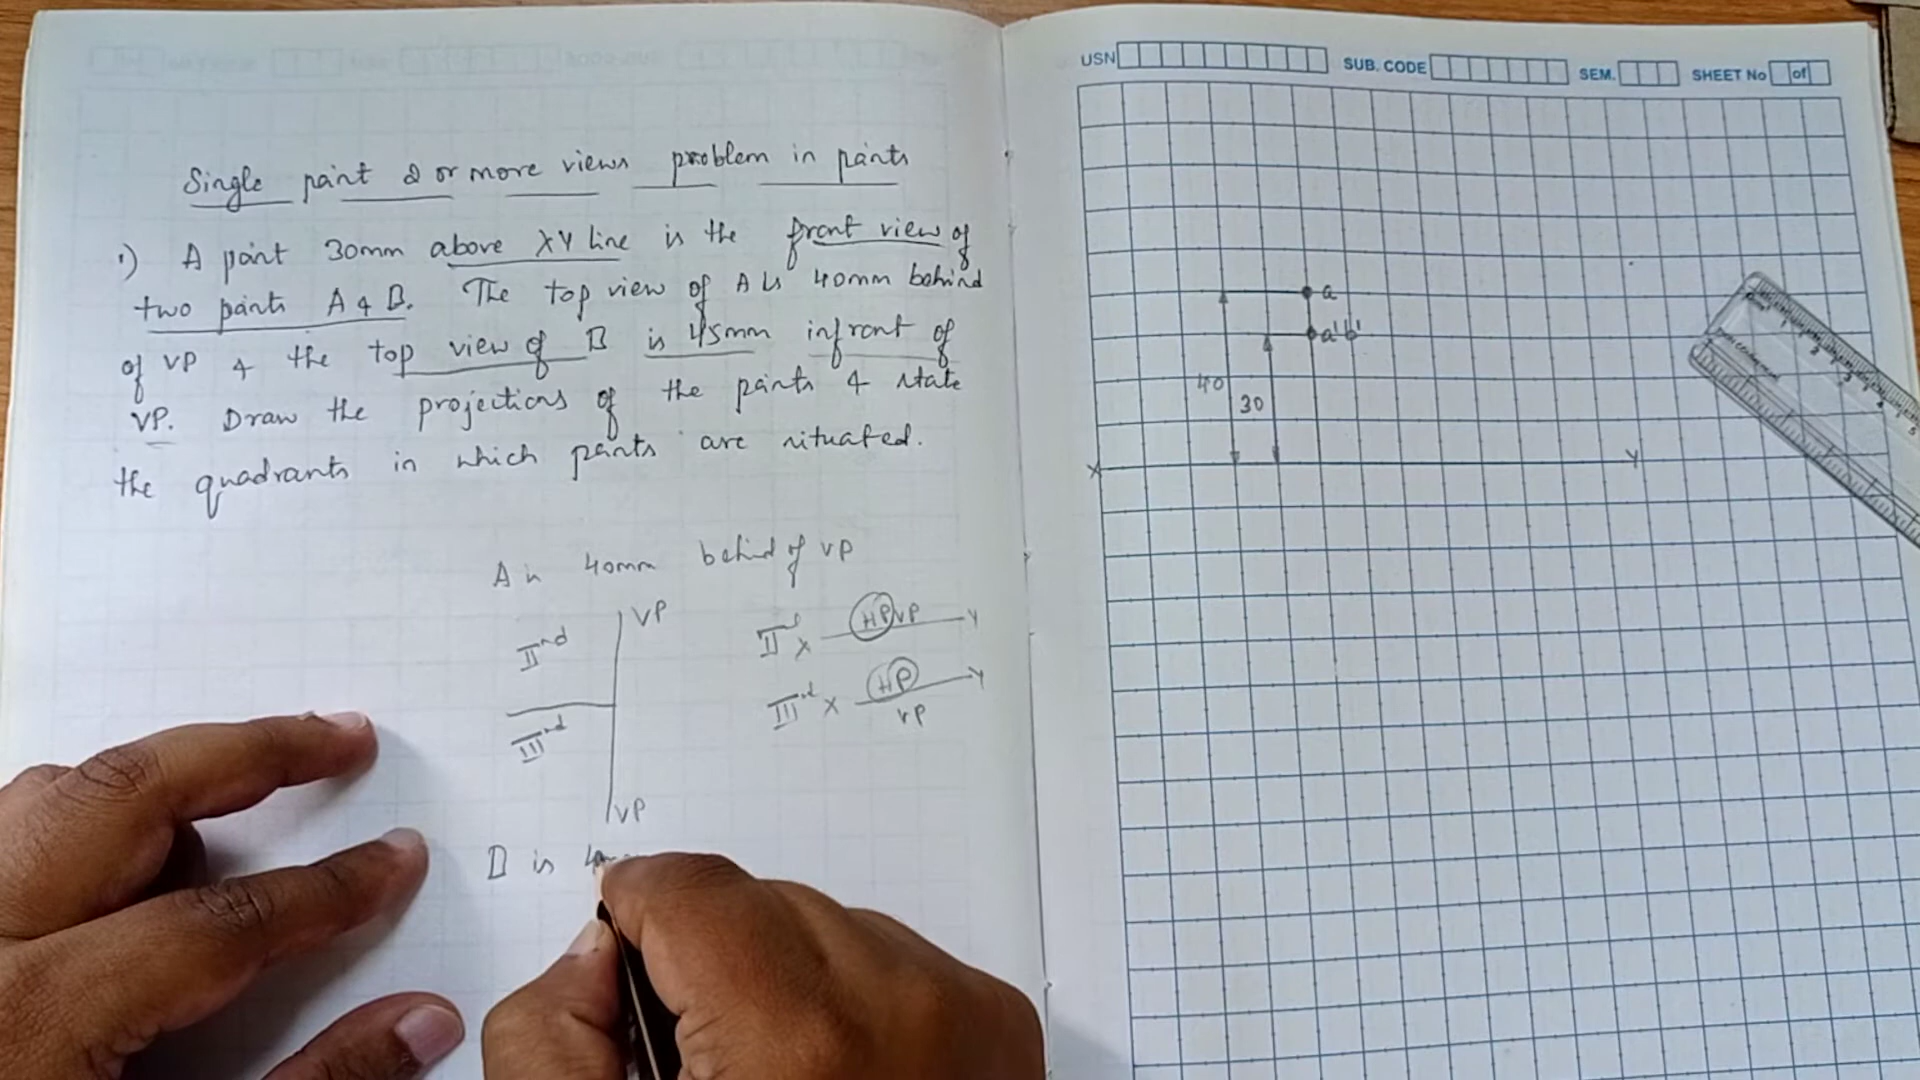 Single point 2 or more views problem in points
1) A point 30mm above XY line is the front view of
two points A & B. The top view of A is 40mm behind
of VP & the top view of B is 45mm infront of
VP. Draw the projections of the points & state
the quadrants in which points are situated.
A is 40mm behind of VP
VP
IInd
IIIrd
VP
II X HP VP Y
III X HP Y
VP
B is
USN
SUB. CODE
SEM.
SHEET No of
a
a'b'
40
30
X
Y